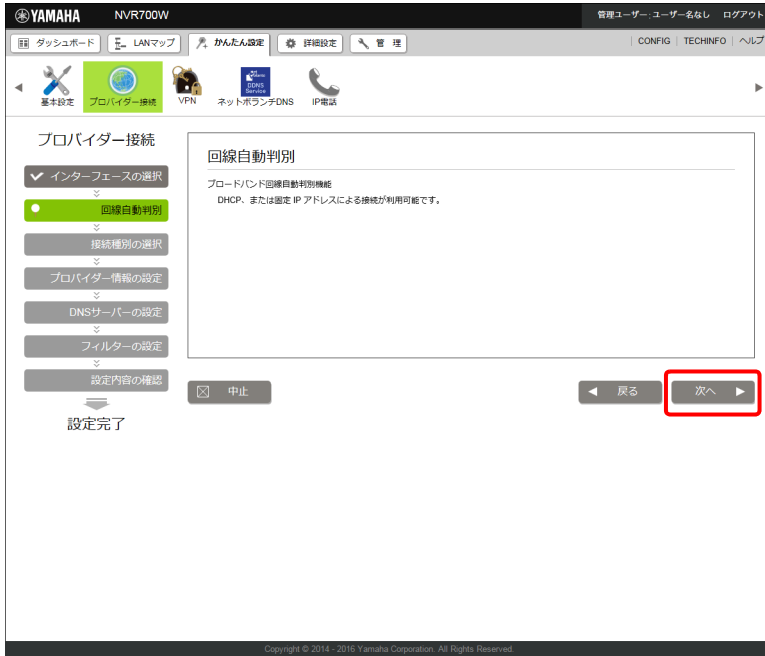 YAMAHA NVR700W 管理ユーザー:ユーザー名なし ログアウト
ダッシュボード LANマップ かんたん設定 詳細設定 管 理 CONFIG TECHINFO ヘルプ
基本設定 プロバイダー接続 VPN ネットボランチDNS IP電話
Net Volante DDNS Service
プロバイダー接続
インターフェースの選択
回線自動判別
接続種別の選択
プロバイダー情報の設定
DNSサーバーの設定
フィルターの設定
設定内容の確認
設定完了
回線自動判別
ブロードバンド回線自動判別機能
DHCP、または固定 IP アドレスによる接続が利用可能です。
中止 戻る 次へ
Copyright © 2014 - 2016 Yamaha Corporation. All Rights Reserved.